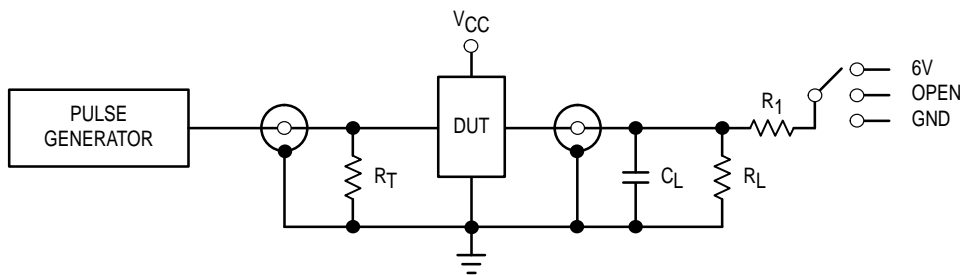 VCC
PULSE
GENERATOR
DUT
RT
CL
RL
R1
6V
OPEN
GND